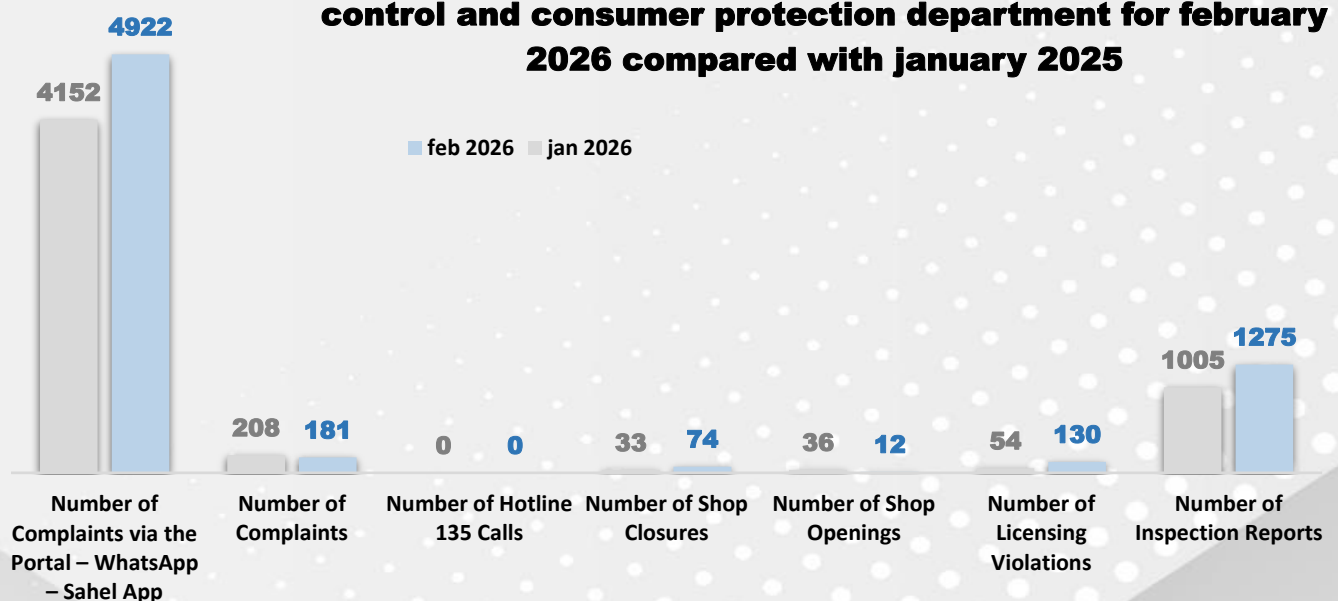 control and consumer protection department for february
2026 compared with january 2025
feb 2026 jan 2026
4152
4922
208
181
0
0
33
74
36
12
54
130
1005
1275
Number of
Complaints via the
Portal – WhatsApp
– Sahel App
Number of
Complaints
Number of Hotline
135 Calls
Number of Shop
Closures
Number of Shop
Openings
Number of
Licensing
Violations
Number of
Inspection Reports